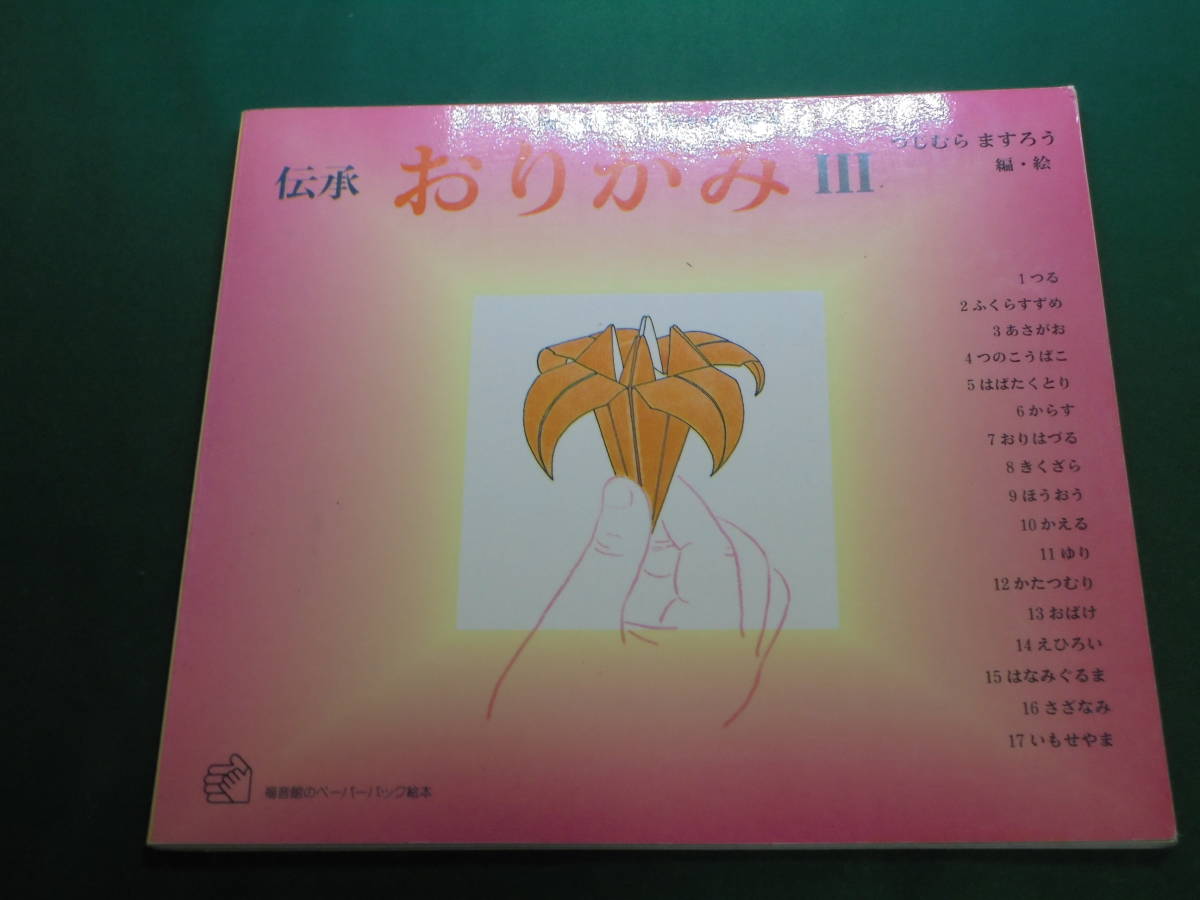 伝承 おりかみ III
つじむら ますろう
編・絵
1 つる
2 ふくらすずめ
3 あさがお
4 つのこうばこ
5 はばたくとり
6 からす
7 おりはづる
8 きくざら
9 ほうおう
10 かえる
11 ゆり
12 かたつむり
13 おばけ
14 えひろい
15 はなみぐるま
16 さざなみ
17 いもせやま
福音館のペーパーバック絵本